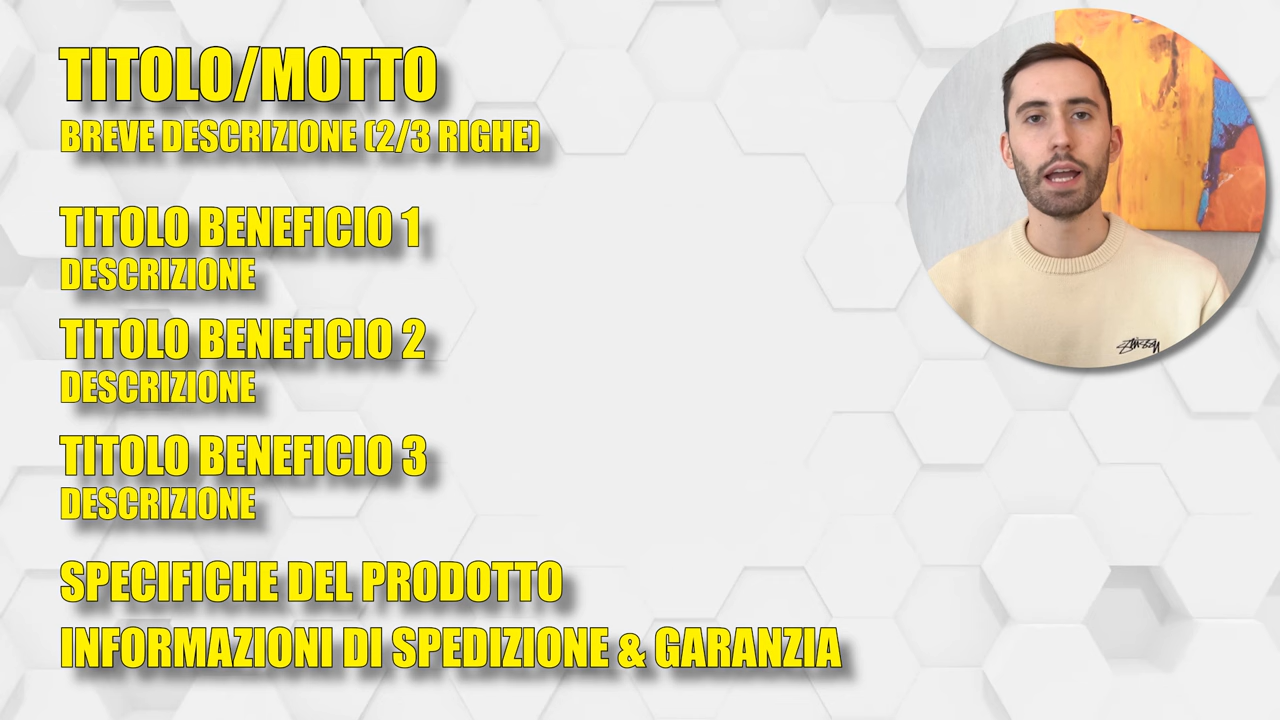 TITOLO/MOTTO
BREVE DESCRIZIONE (2/3 RIGHE)
TITOLO BENEFICIO 1
DESCRIZIONE
TITOLO BENEFICIO 2
DESCRIZIONE
TITOLO BENEFICIO 3
DESCRIZIONE
SPECIFICHE DEL PRODOTTO
INFORMAZIONI DI SPEDIZIONE & GARANZIA
Stüssy